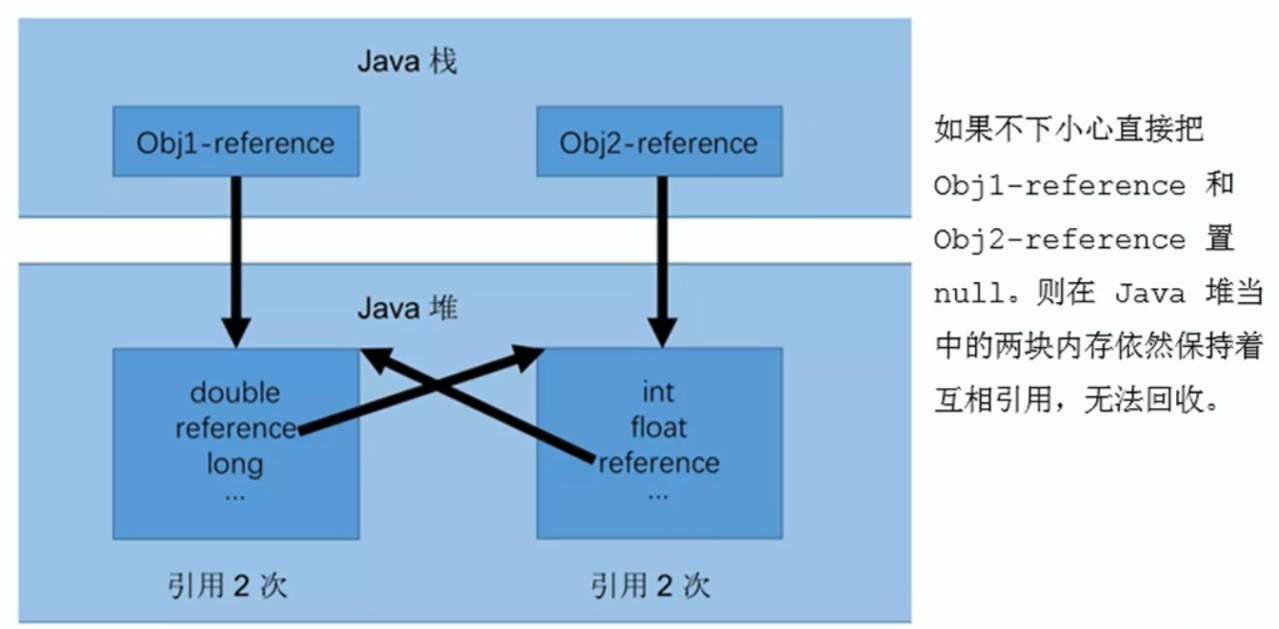 Java 栈
Obj1-reference
Obj2-reference
Java 堆
double
reference
long
...
int
float
reference
...
引用 2 次
引用 2 次
如果不下小心直接把
Obj1-reference 和
Obj2-reference 置
null。则在 Java 堆当
中的两块内存依然保持着
互相引用，无法回收。